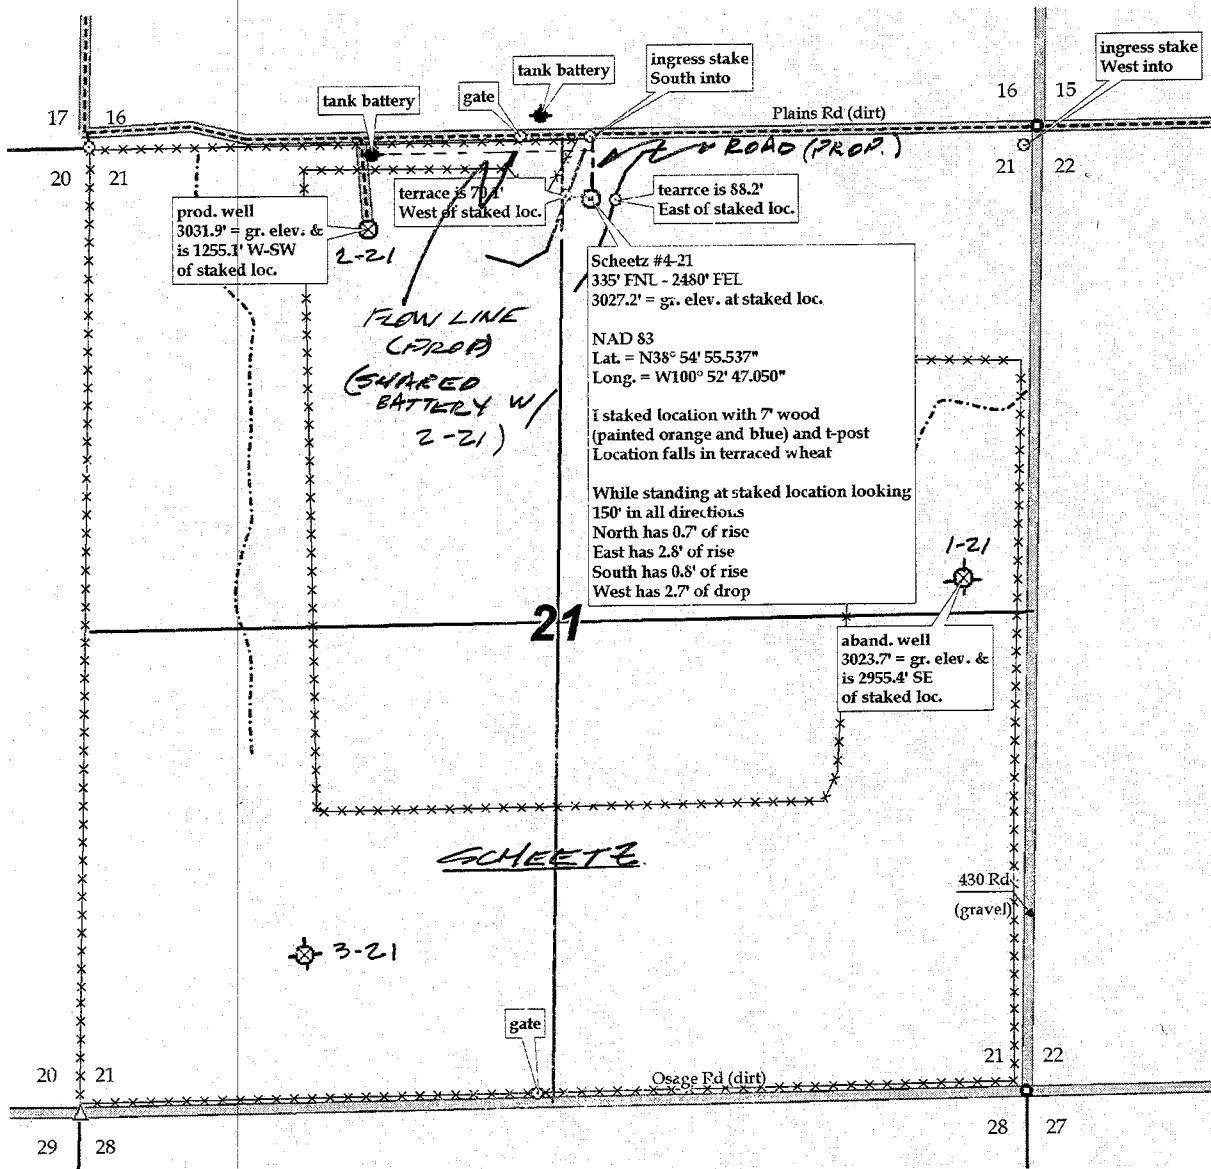 ingress stake
West into
ingress stake
South into
tank battery
tank battery
gate
17
16
16
15
Plains Rd (dirt)
20
21
21
22
ROAD (PROP.)
terrace is 70.1'
West of staked loc.
tearrce is 88.2'
East of staked loc.
prod. well
3031.9' = gr. elev. &
is 1255.1' W-SW
of staked loc.
2-21
Scheetz #4-21
335' FNL - 2480' FEL
3027.2' = gr. elev. at staked loc.
NAD 83
Lat. = N38° 54' 55.537"
Long. = W100° 52' 47.050"
I staked location with 7' wood
(painted orange and blue) and t-post
Location falls in terraced wheat
While standing at staked location looking
150' in all directions
North has 0.7' of rise
East has 2.8' of rise
South has 0.8' of rise
West has 2.7' of drop
FLOW LINE
(PROP)
(SHARED
BATTERY W/
2-21)
1-21
21
aband. well
3023.7' = gr. elev. &
is 2955.4' SE
of staked loc.
SCHEETZ
430 Rd
(gravel)
3-21
gate
Osage Rd (dirt)
20
21
21
22
29
28
28
27